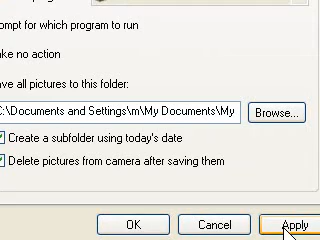 ompt for which program to run
ake no action
ave all pictures to this folder:
C:\Documents and Settings\m\My Documents\My
Browse...
Create a subfolder using today's date
Delete pictures from camera after saving them
OK
Cancel
Apply